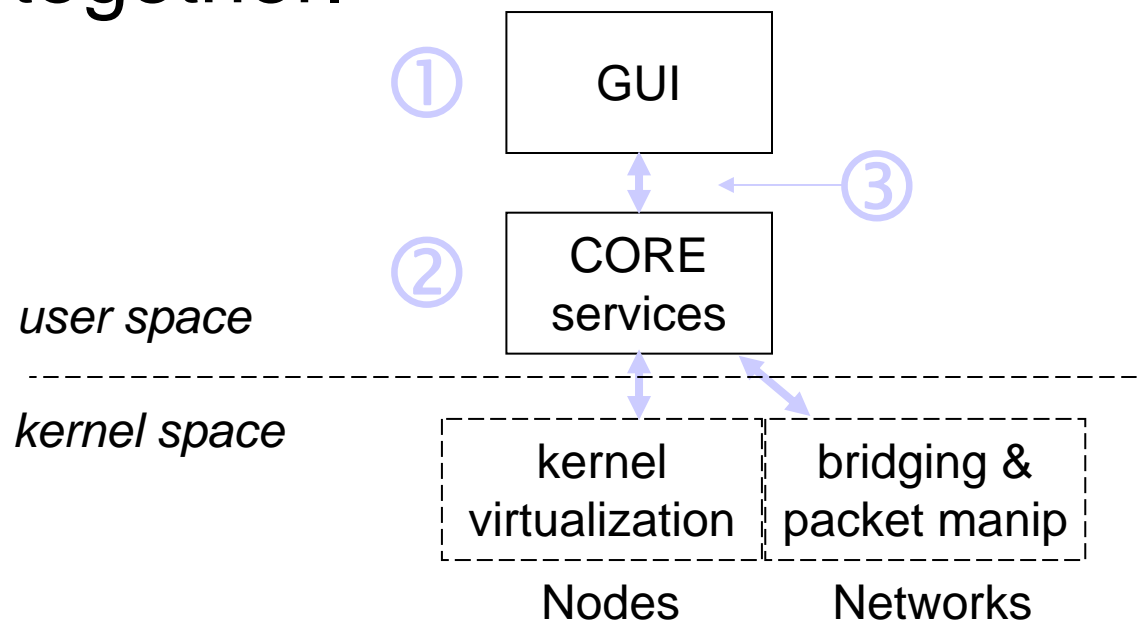 together.
① GUI
③
② CORE
services
user space
kernel space
kernel bridging &
virtualization packet manip
Nodes Networks